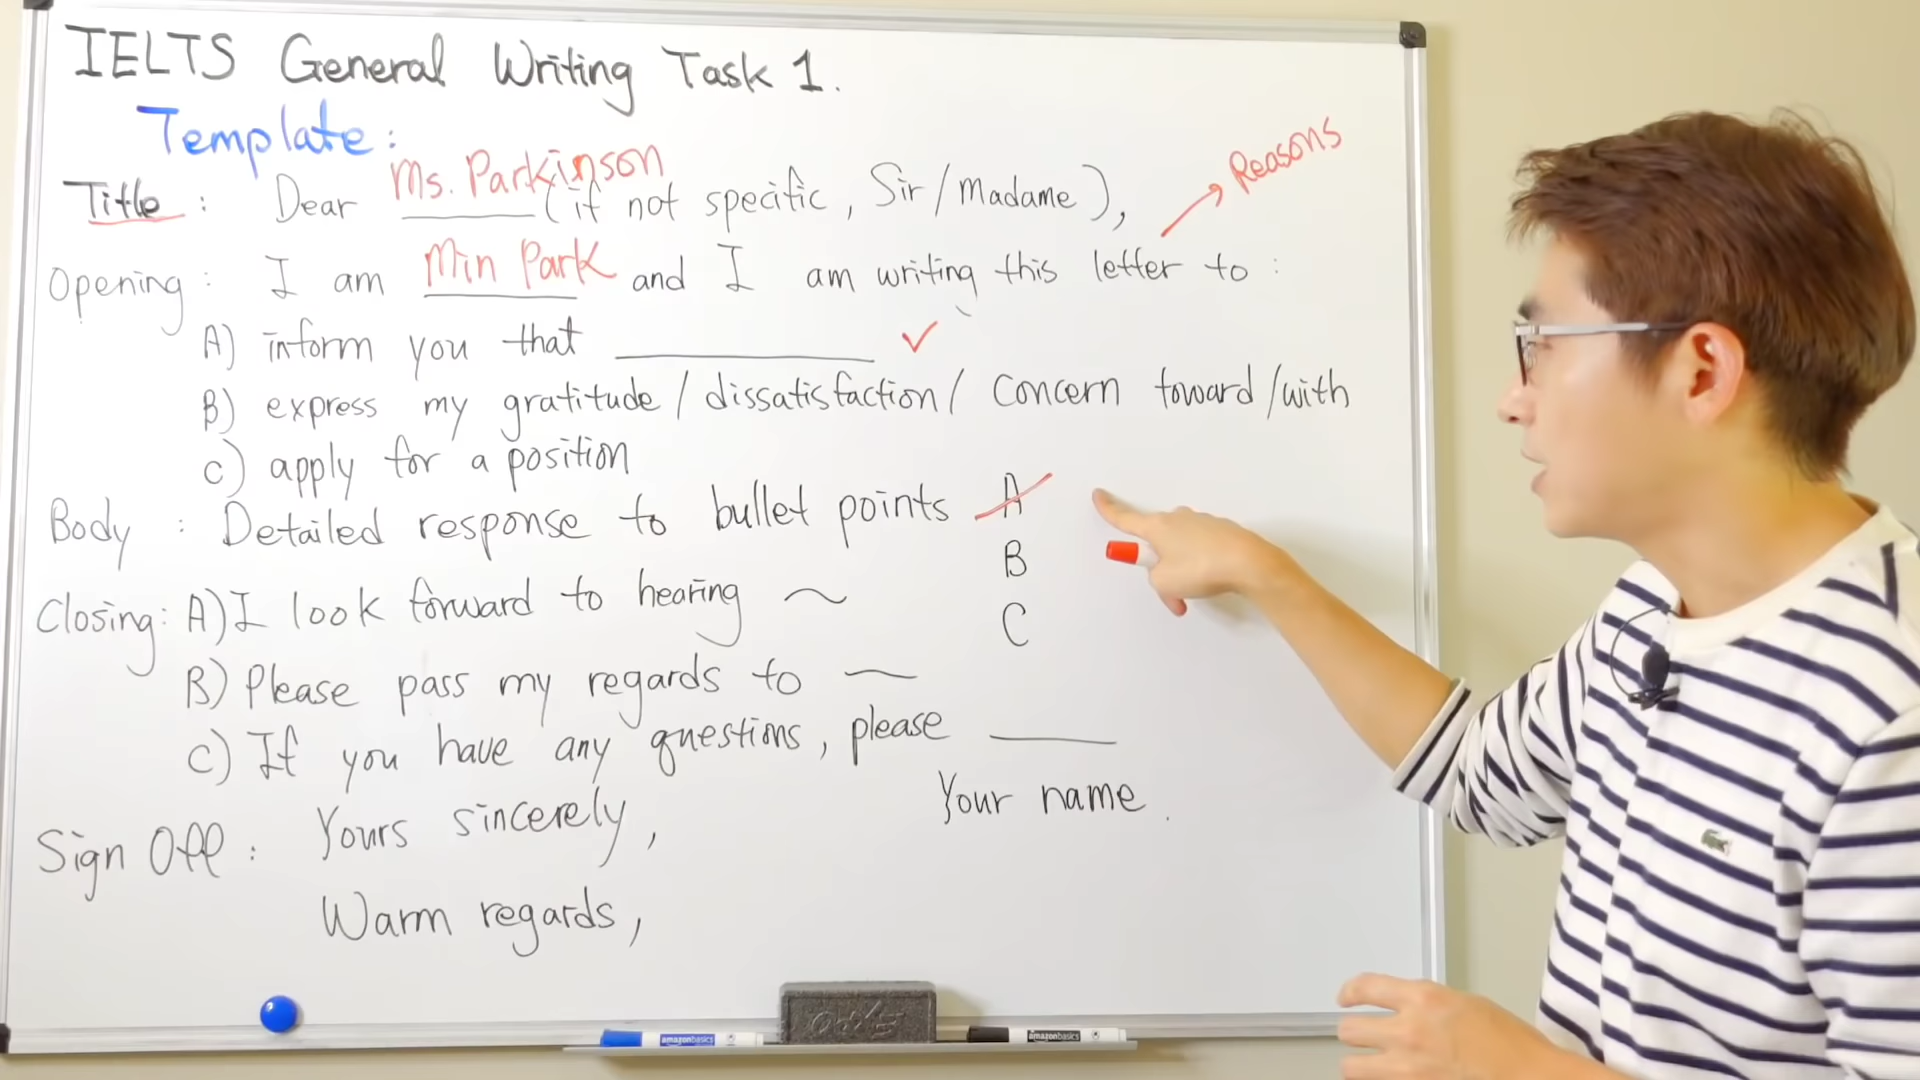 IELTS General Writing Task 1.
Template:
Title : Dear Ms. Parkinson (if not specific, Sir/Madame),
Reasons
Opening : I am Min Park and I am writing this letter to :
A) inform you that ✓
B) express my gratitude / dissatisfaction / concern toward / with
C) apply for a position
Body : Detailed response to bullet points A
B
C
Closing: A) I look forward to hearing ~
B) Please pass my regards to ~
C) If you have any questions, please
Sign Off : Yours sincerely,
Your name.
Warm regards,
amazonbasics
amazonbasics